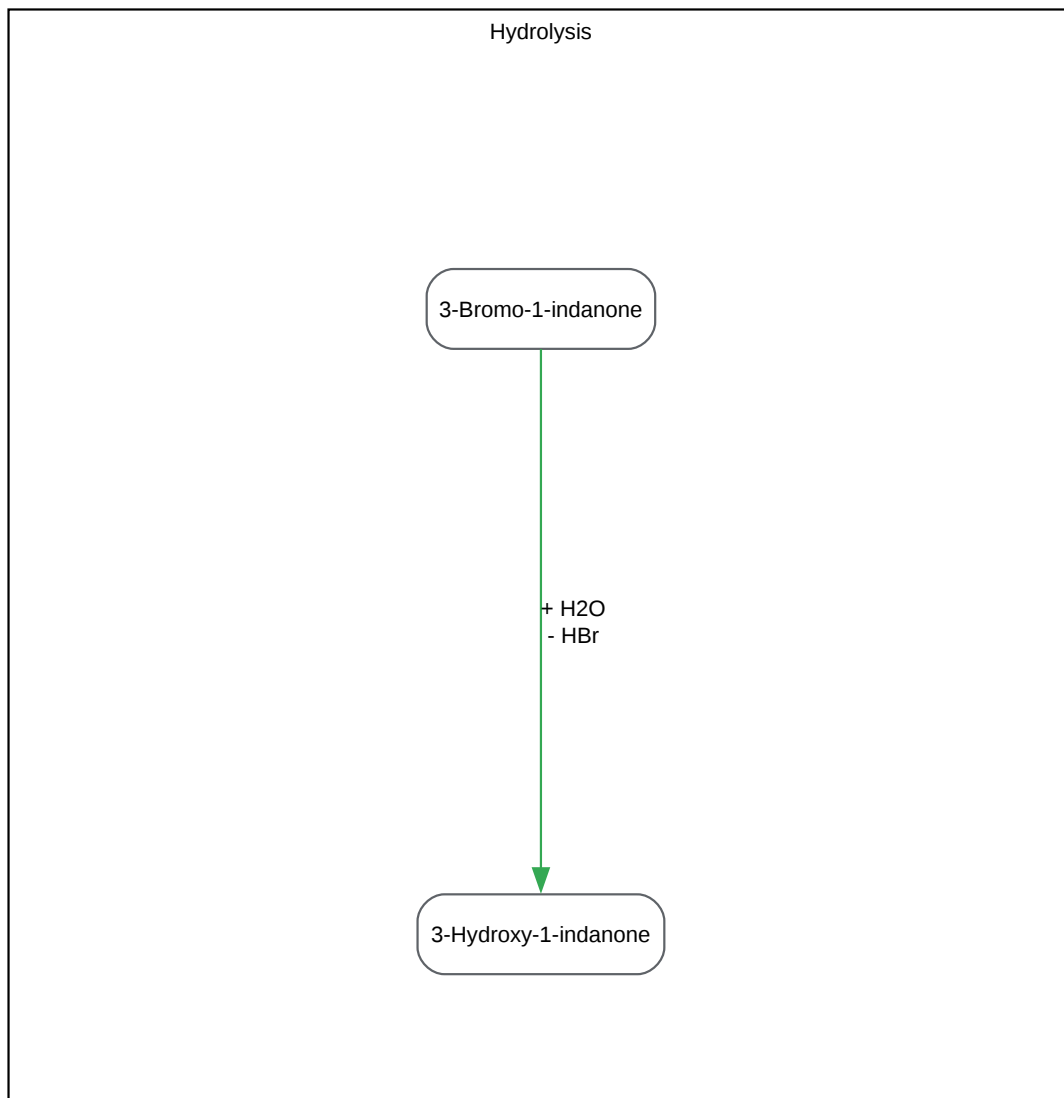 Hydrolysis
3-Bromo-1-indanone
+ H2O
- HBr
3-Hydroxy-1-indanone